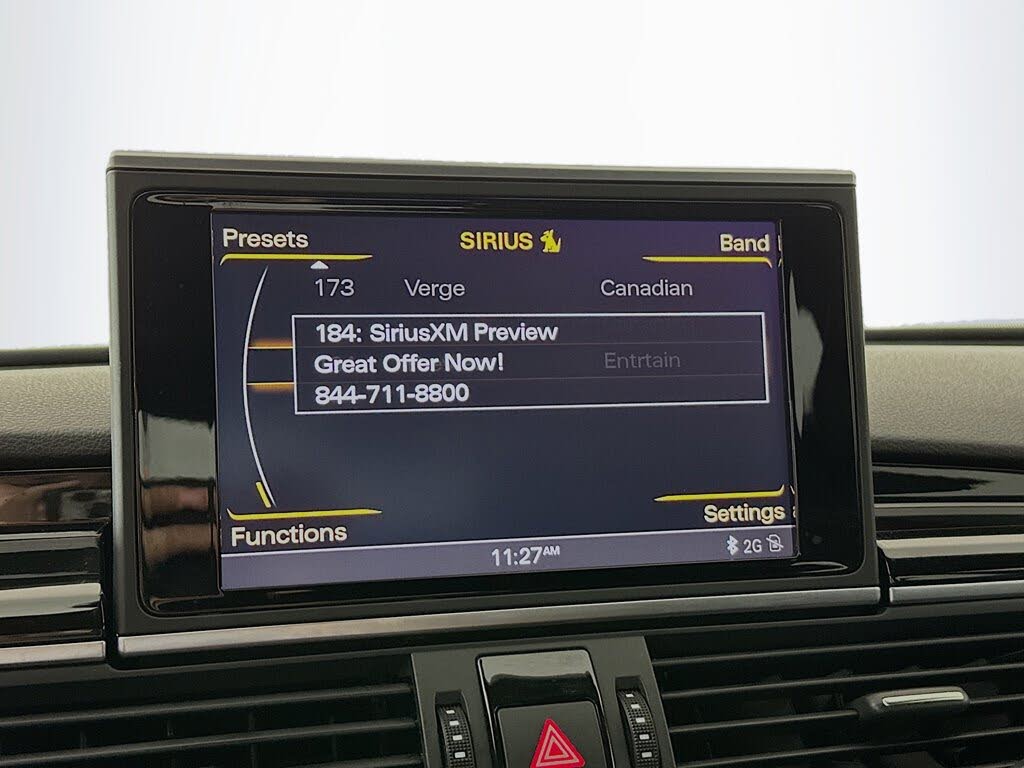 Presets
SIRIUS
Band
173 Verge Canadian
184: SiriusXM Preview
Great Offer Now!
Entrtain
844-711-8800
Functions
Settings
11:27AM
2G